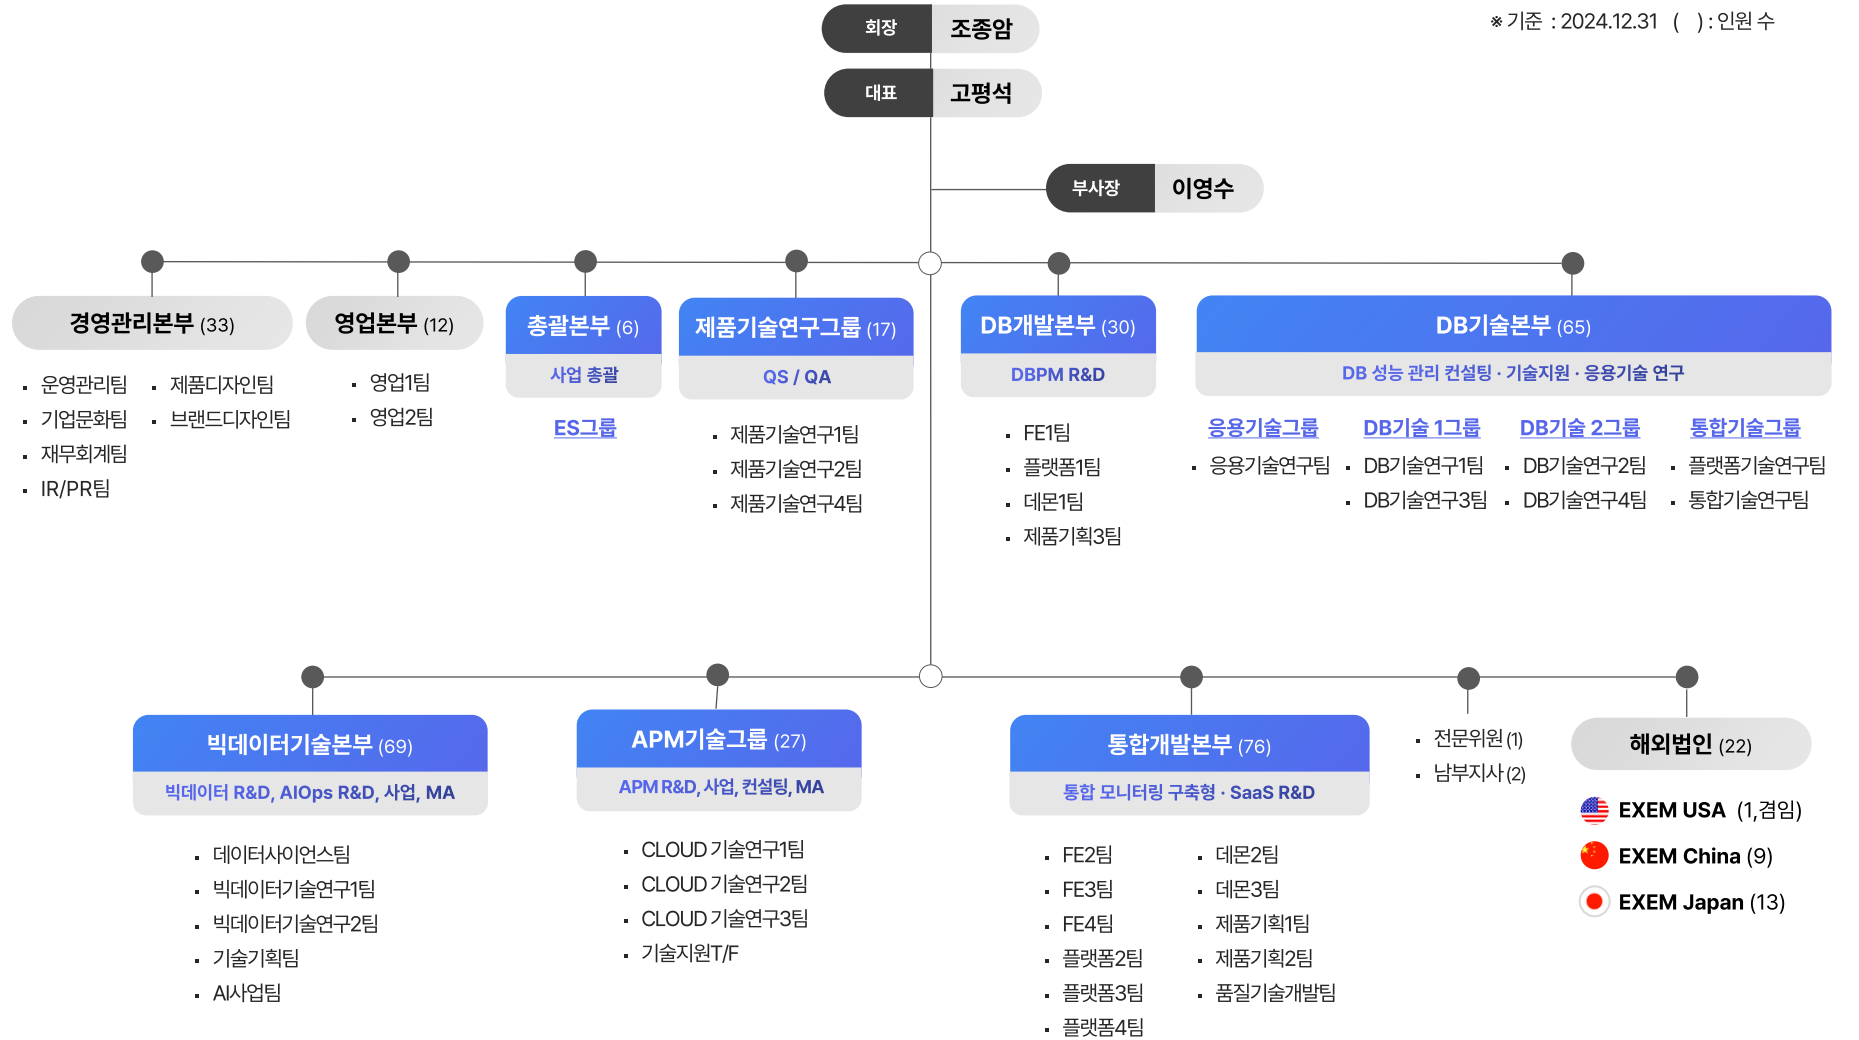 ※ 기준 : 2024.12.31 ( ) : 인원 수
회장 조종암
대표 고평석
부사장 이영수
경영관리본부 (33)
운영관리팀
기업문화팀
재무회계팀
IR/PR팀
제품디자인팀
브랜드디자인팀
영업본부 (12)
영업1팀
영업2팀
총괄본부 (6)
사업 총괄
ES그룹
제품기술연구그룹 (17)
QS / QA
제품기술연구1팀
제품기술연구2팀
제품기술연구4팀
DB개발본부 (30)
DBPM R&D
FE1팀
플랫폼1팀
데몬1팀
제품기획3팀
DB기술본부 (65)
DB 성능 관리 컨설팅 · 기술지원 · 응용기술 연구
응용기술그룹
응용기술연구팀
DB기술 1그룹
DB기술연구1팀
DB기술연구3팀
DB기술 2그룹
DB기술연구2팀
DB기술연구4팀
통합기술그룹
플랫폼기술연구팀
통합기술연구팀
빅데이터기술본부 (69)
빅데이터 R&D, AIOps R&D, 사업, MA
데이터사이언스팀
빅데이터기술연구1팀
빅데이터기술연구2팀
기술기획팀
AI사업팀
APM기술그룹 (27)
APM R&D, 사업, 컨설팅, MA
CLOUD 기술연구1팀
CLOUD 기술연구2팀
CLOUD 기술연구3팀
기술지원T/F
통합개발본부 (76)
통합 모니터링 구축형 · SaaS R&D
FE2팀
FE3팀
FE4팀
플랫폼2팀
플랫폼3팀
플랫폼4팀
데몬2팀
데몬3팀
제품기획1팀
제품기획2팀
품질기술개발팀
전문위원 (1)
남부지사 (2)
해외법인 (22)
EXEM USA (1,겸임)
EXEM China (9)
EXEM Japan (13)